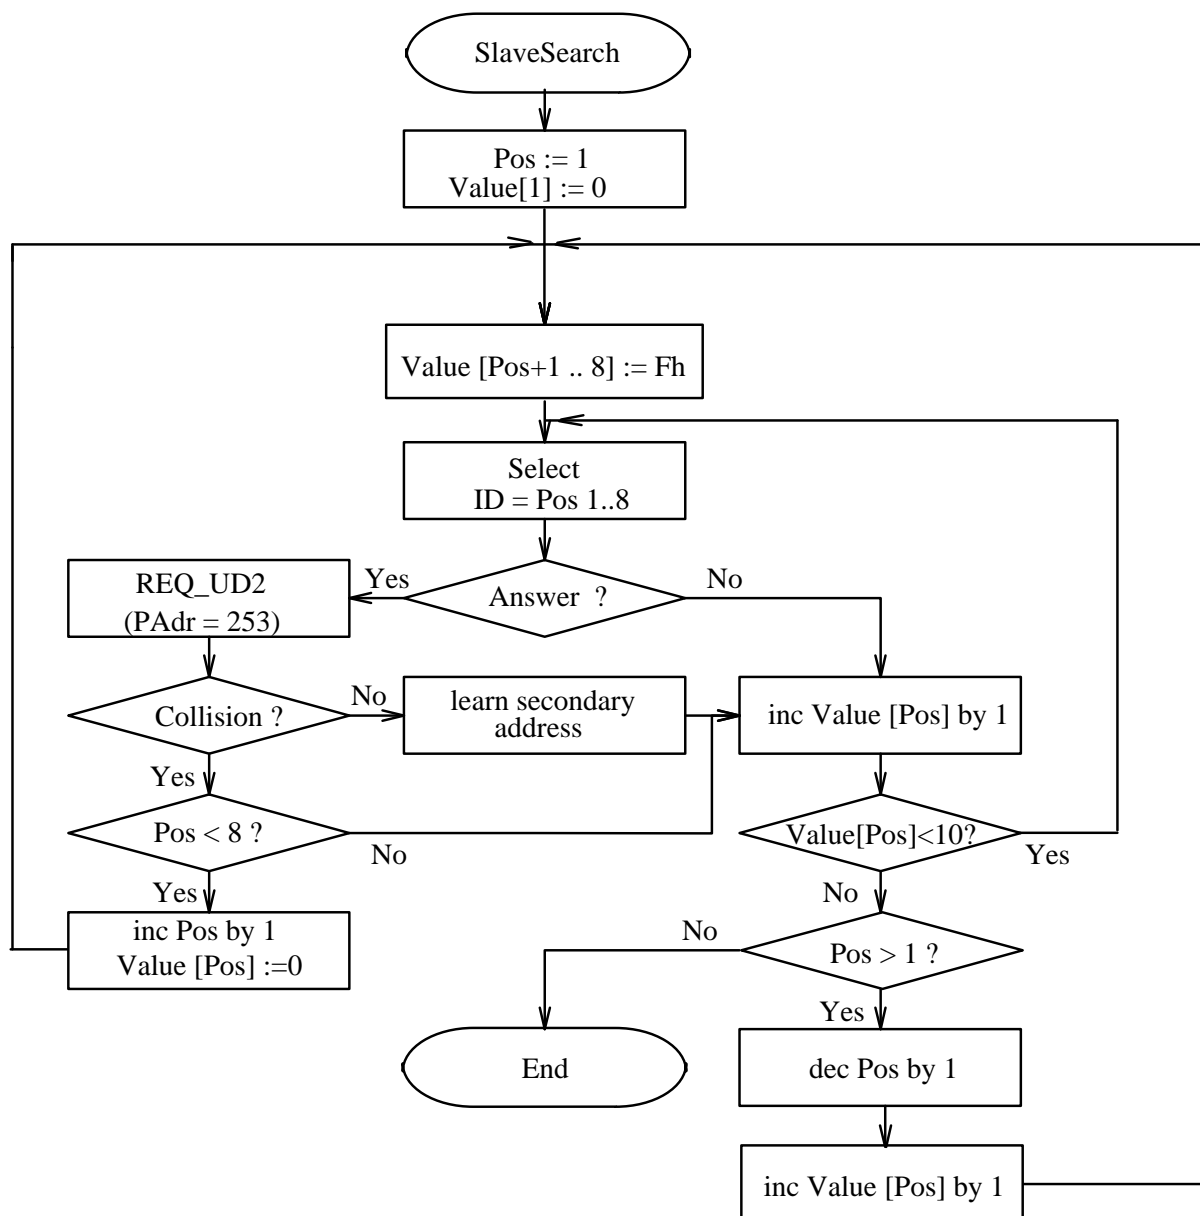 SlaveSearch
Pos := 1
Value[1] := 0
Value [Pos+1 .. 8] := Fh
Select
ID = Pos 1..8
Answer ?
Yes
No
REQ_UD2
(PAdr = 253)
Collision ?
No
Yes
learn secondary
address
inc Value [Pos] by 1
Pos < 8 ?
No
Yes
Value[Pos]<10?
Yes
No
inc Pos by 1
Value [Pos] :=0
Pos > 1 ?
No
Yes
End
dec Pos by 1
inc Value [Pos] by 1